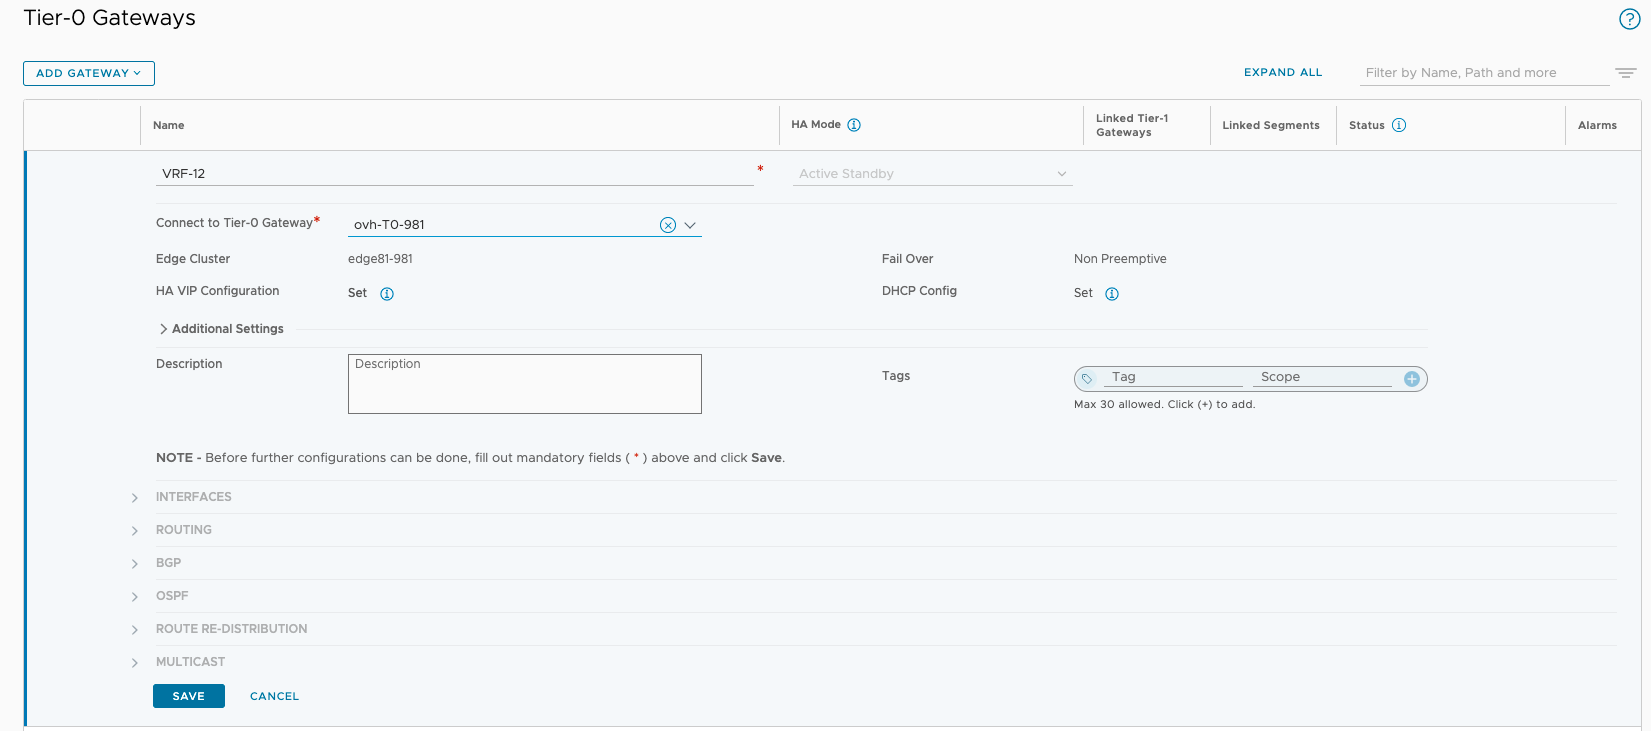 Tier-0 Gateways
ADD GATEWAY
EXPAND ALL
Filter by Name, Path and more
Name
HA Mode
Linked Tier-1 Gateways
Linked Segments
Status
Alarms
VRF-12
*
Active Standby
Connect to Tier-0 Gateway*
ovh-T0-981
Edge Cluster
edge81-981
Fail Over
Non Preemptive
HA VIP Configuration
Set
DHCP Config
Set
Additional Settings
Description
Description
Tags
Tag
Scope
Max 30 allowed. Click (+) to add.
NOTE - Before further configurations can be done, fill out mandatory fields ( * ) above and click Save.
INTERFACES
ROUTING
BGP
OSPF
ROUTE RE-DISTRIBUTION
MULTICAST
SAVE
CANCEL